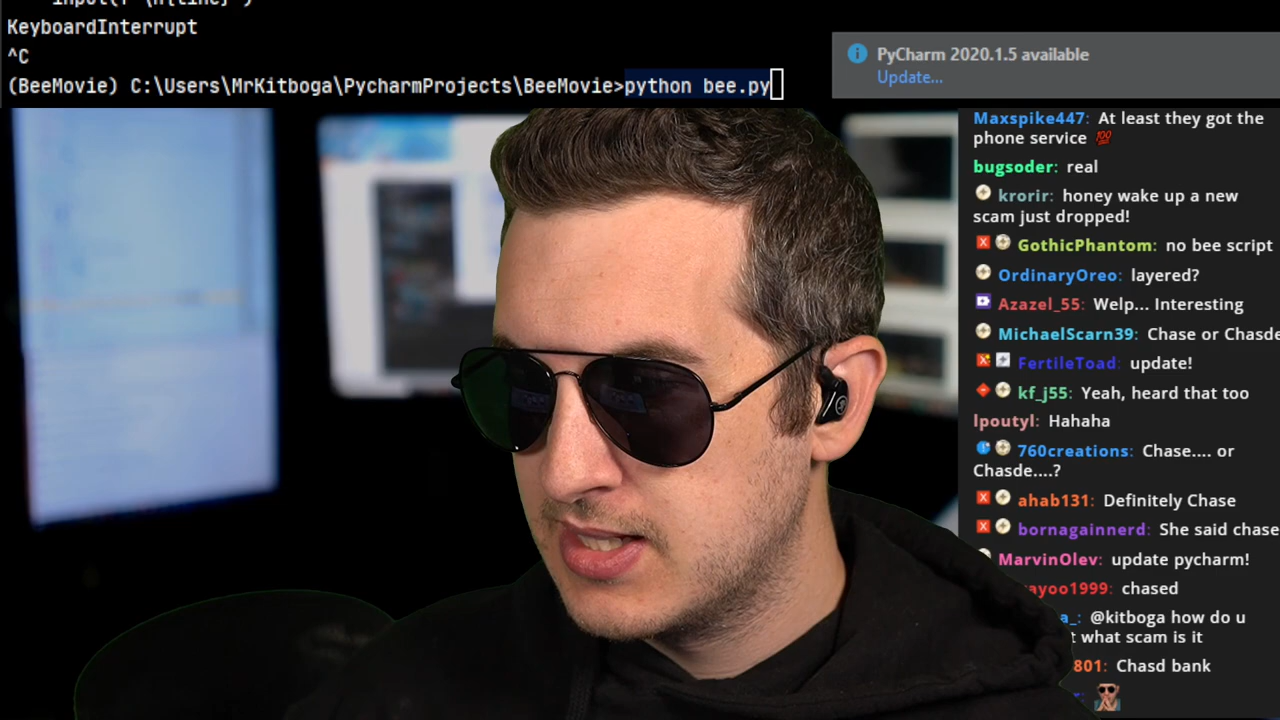 KeyboardInterrupt
^C
(BeeMovie) C:\Users\MrKitboga\PycharmProjects\BeeMovie>python bee.py
PyCharm 2020.1.5 available
Update...
Maxspike447: At least they got the
phone service 💯
bugsoder: real
krorir: honey wake up a new
scam just dropped!
GothicPhantom: no bee script
OrdinaryOreo: layered?
Azazel_55: Welp... Interesting
MichaelScarn39: Chase or Chasde
FertileToad: update!
kf_j55: Yeah, heard that too
lpoutyl: Hahaha
760creations: Chase.... or
Chasde....?
ahab131: Definitely Chase
bornagainnerd: She said chase
MarvinOlev: update pycharm!
ayoo1999: chased
a_: @kitboga how do u
t what scam is it
801: Chasd bank